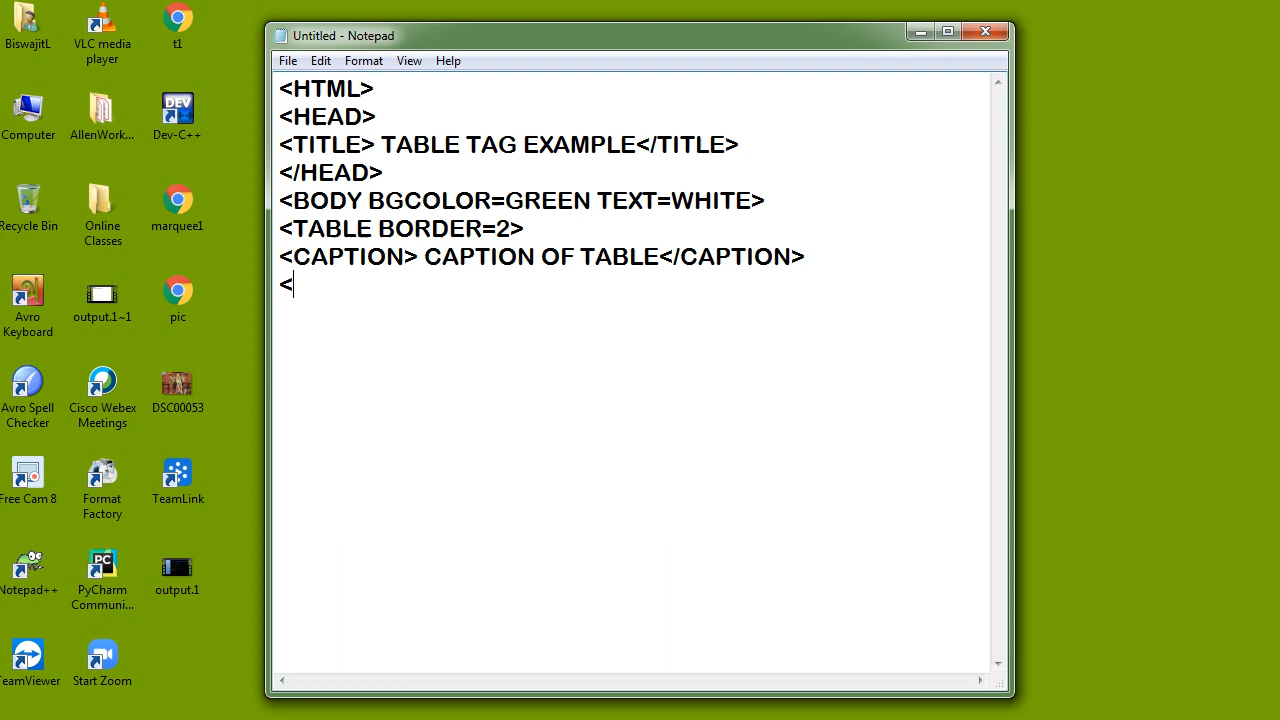 BiswajitL
VLC media
player
t1
Computer
AllenWork...
Dev-C++
Recycle Bin
Online
Classes
marquee1
Avro
Keyboard
output.1~1
pic
Avro Spell
Checker
Cisco Webex
Meetings
DSC00053
Free Cam 8
Format
Factory
TeamLink
Notepad++
PyCharm
Communi...
output.1
TeamViewer
Start Zoom
DEV
PC
Untitled - Notepad
File Edit Format View Help
<HTML>
<HEAD>
<TITLE> TABLE TAG EXAMPLE</TITLE>
</HEAD>
<BODY BGCOLOR=GREEN TEXT=WHITE>
<TABLE BORDER=2>
<CAPTION> CAPTION OF TABLE</CAPTION>
<